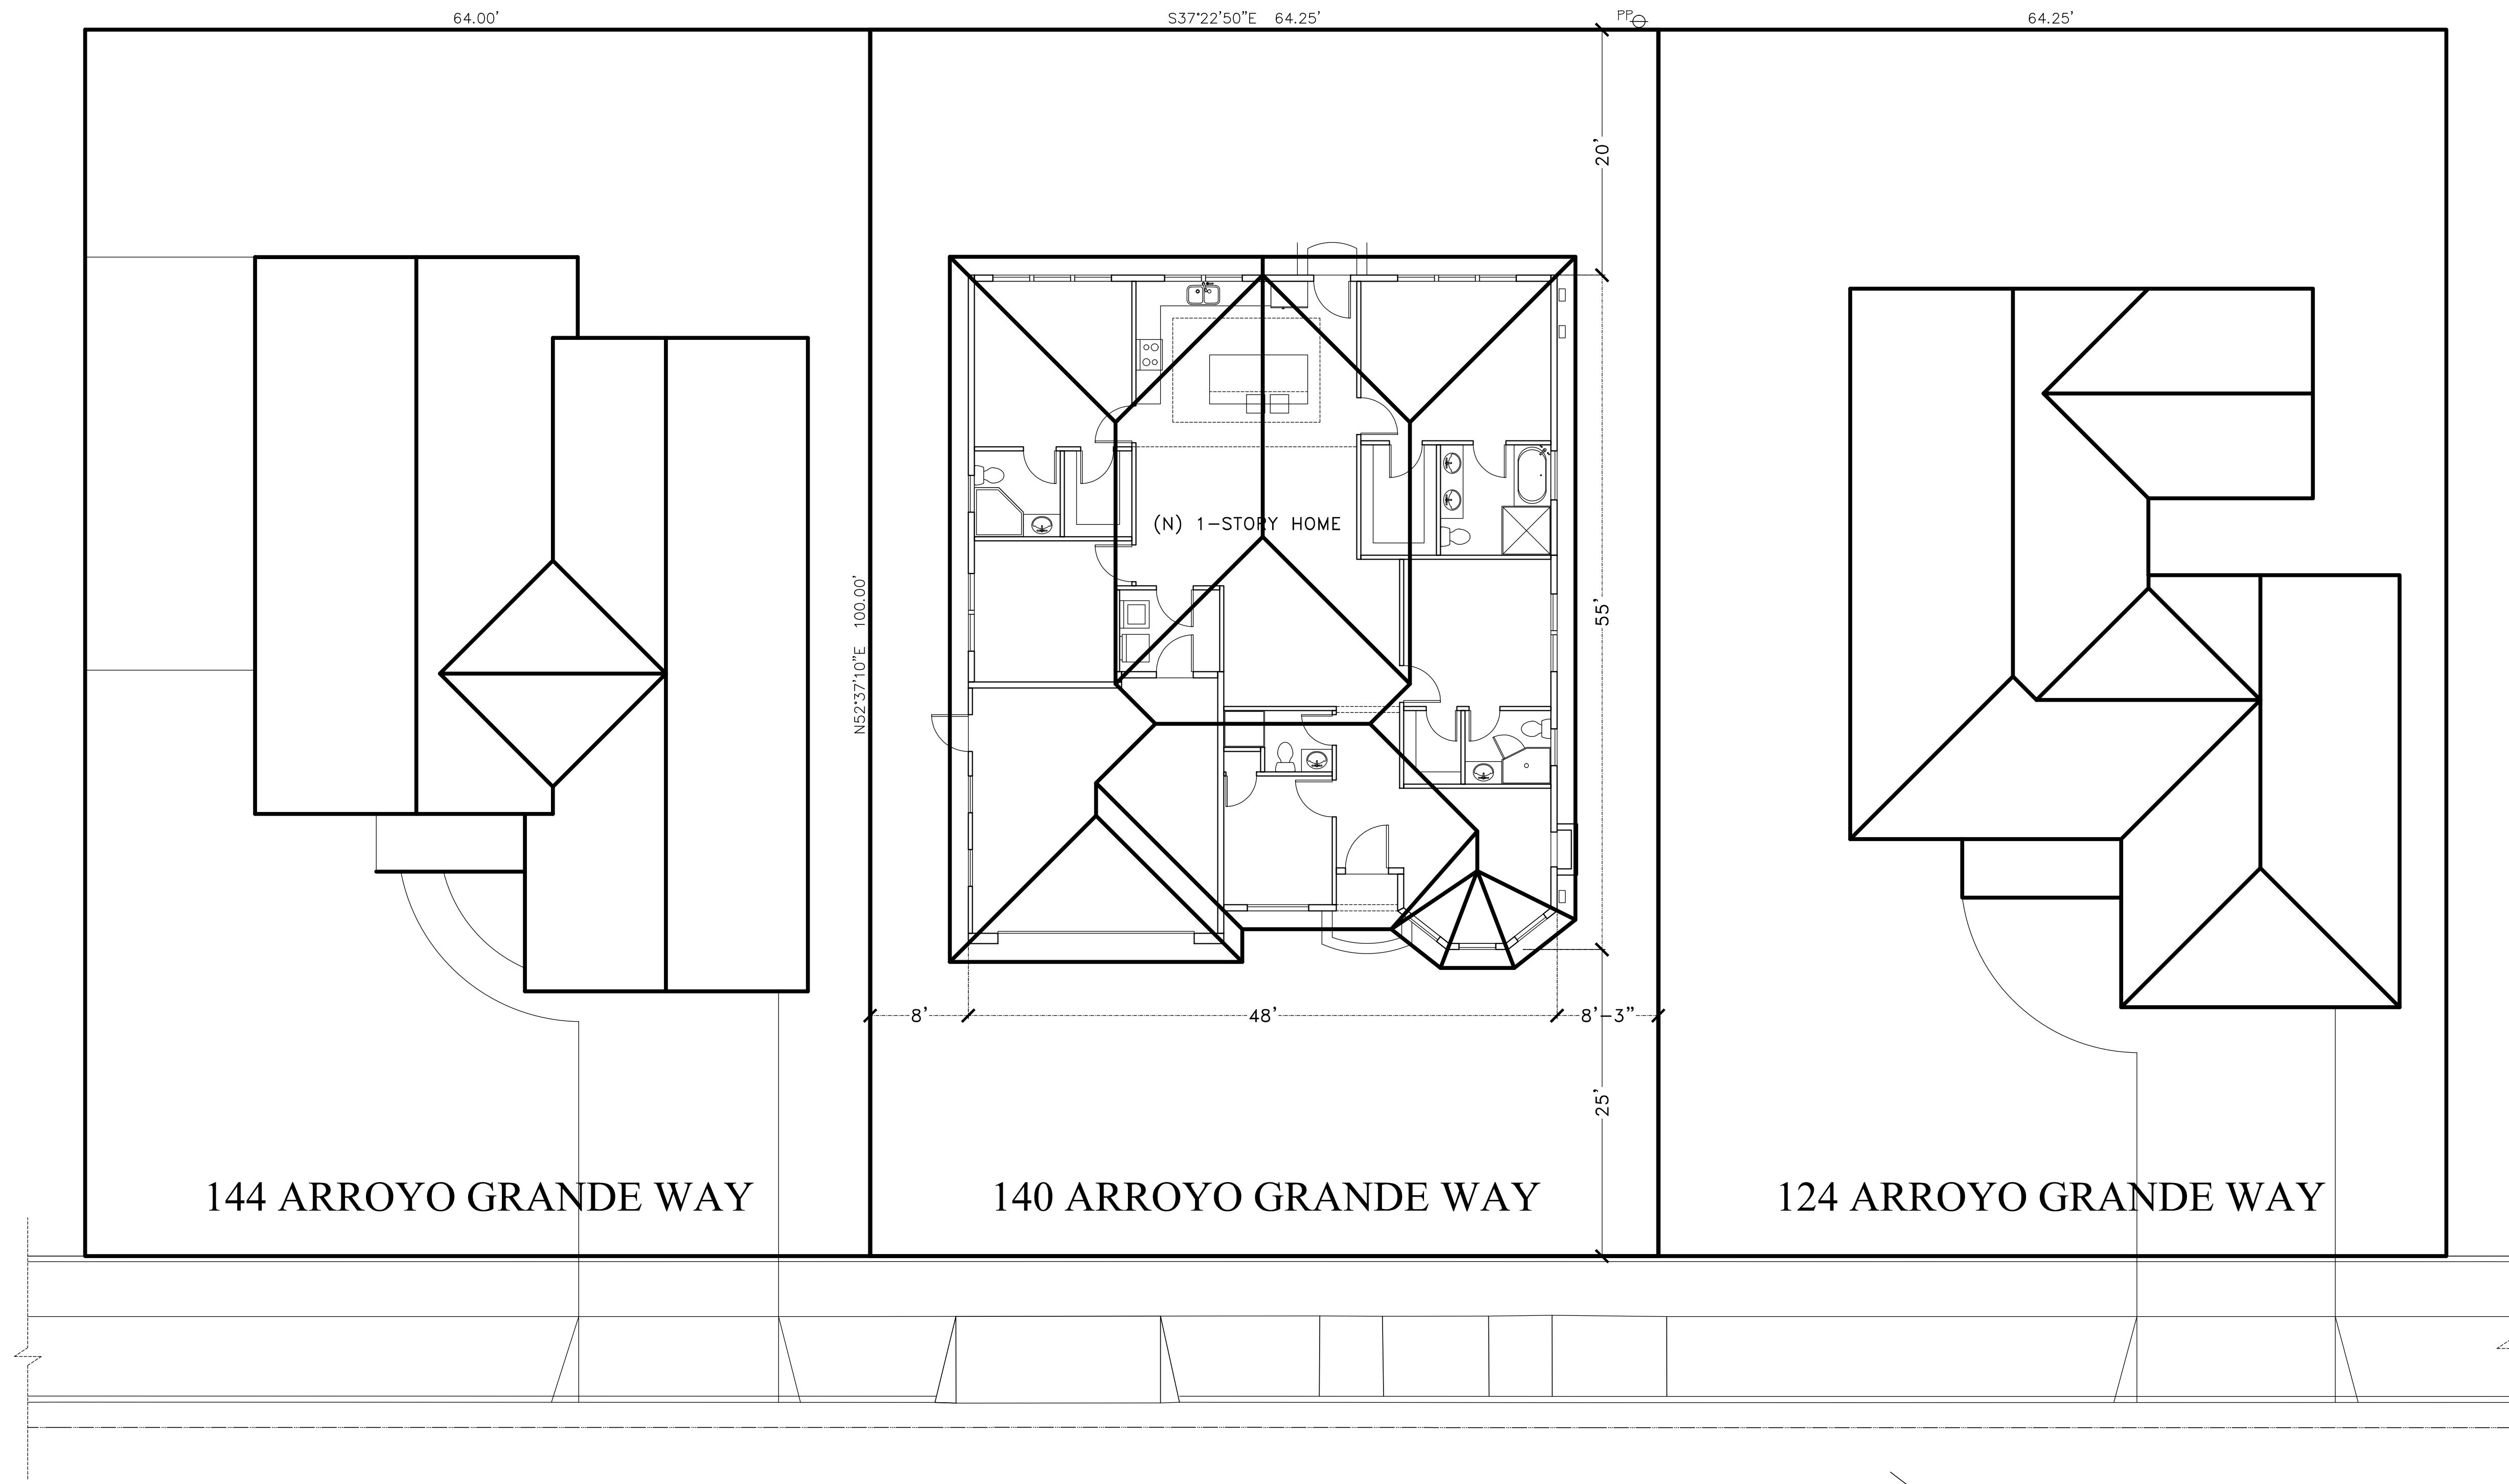 64.00'
S37°22'50"E 64.25'
PP
64.25'
20'
(N) 1-STORY HOME
N52°37'10"E 100.00'
55'
8'
48'
8'-3"
25'
144 ARROYO GRANDE WAY
140 ARROYO GRANDE WAY
124 ARROYO GRANDE WAY